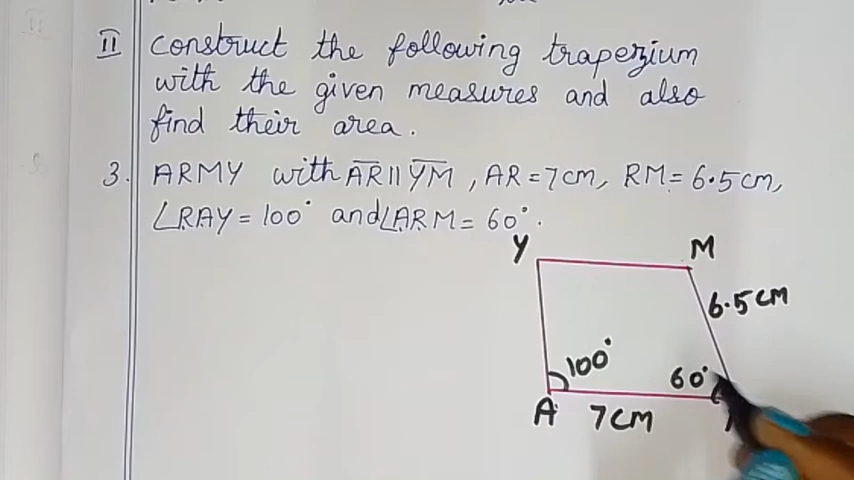 II construct the following trapezium
with the given measures and also
find their area.
3. ARMY with AR || YM, AR = 7cm, RM = 6.5cm,
∠RAY = 100° and ∠ARM = 60°.
Y M
6.5cm
100° 60°
A 7cm